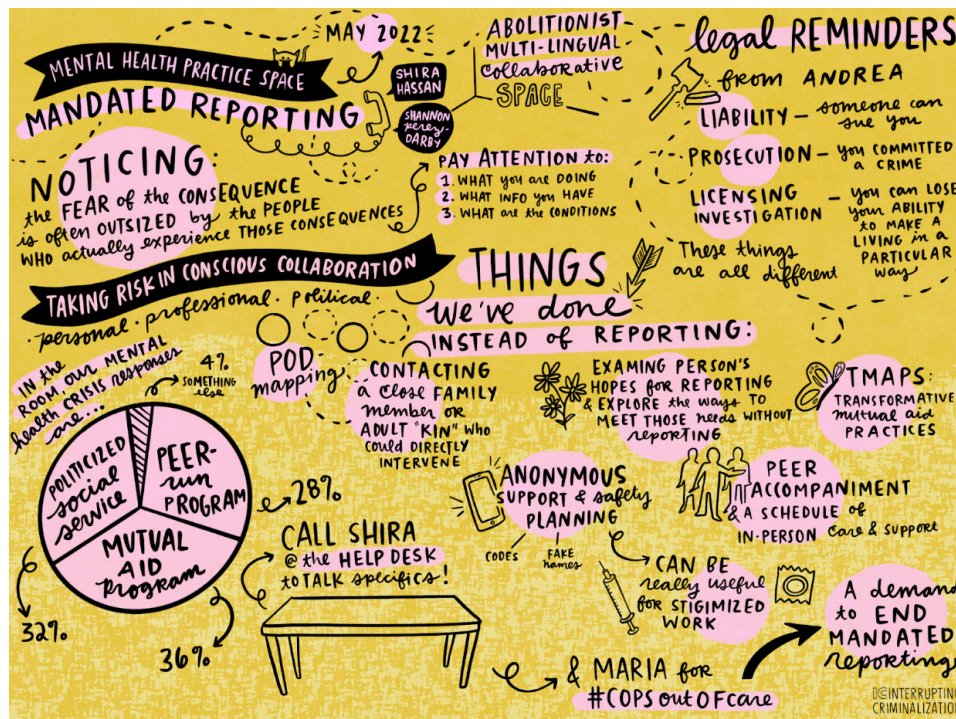 MAY 2022
MENTAL HEALTH PRACTICE SPACE
MANDATED REPORTING
SHIRA
HASSAN
SHANNON
Perez-
DARBY
ABOLITIONIST
MULTI-LINGUAL
Collaborative
SPACE
legal REMINDERS
from ANDREA
LIABILITY – someone can
sue you
PROSECUTION – you COMMITTED
a CRIME
LICENSING
INVESTIGATION – you can LOSE
your ABILITY
to MAKE A
LIVING in a
PARTICULAR
way
These things
are all different
NOTICING:
the FEAR of the CONSEQUENCE
is often OUTSIZED by the PEOPLE
WHO actually experience THOSE CONSEQUENCES
PAY ATTENTION to:
1. WHAT you are DOING
2. WHAT info you HAVE
3. WHAT are the CONDITIONS
TAKING RISK IN CONSCIOUS COLLABORATION
personal · professional · political ·
THINGS
we've done
INSTEAD of REPORTING:
IN the
ROOM, our MENTAL
health CRISIS responses
are...
4%
SOMETHING
else
POLITICIZED
social
service
PEER-
run
PROGRAM
MUTUAL
AID
Program
28%
32%
36%
POD
mapping
CONTACTING
a close FAMILY
member OR
ADULT "KIN" who
could DIRECTLY
INTERVENE
EXAMING PERSON'S
HOPES for REPORTING
& EXPLORE the ways TO
MEET THOSE needs WITHOUT
reporting
TMAPS:
TRANSFORMATIVE
mutual aid
PRACTICES
ANONYMOUS
SUPPORT & safety
PLANNING
CODES
FAKE
names
PEER
ACCOMPANIMENT
& A SCHEDULE of
IN-PERSON care & support
CAN BE
really useful
for STIGIMIZED
WORK
CALL SHIRA
@ the HELP DESK
to TALK specifics!
& MARIA for
#COPS out OF care
A demand
to END
MANDATED
reporting
@INTERRUPTING
CRIMINALIZATION